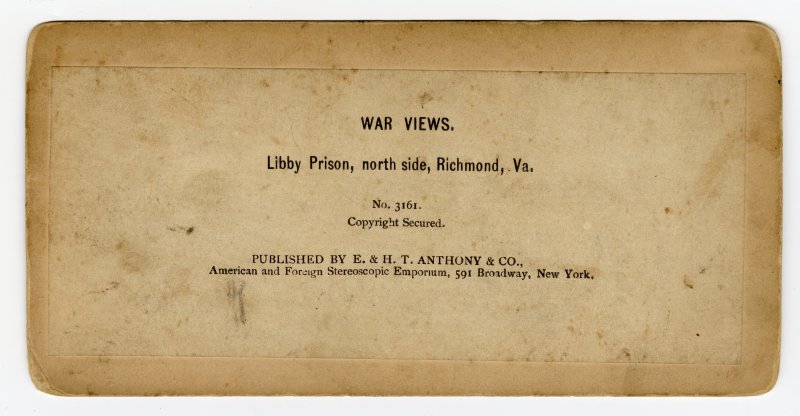 WAR VIEWS.
Libby Prison, north side, Richmond, Va.
No. 3161.
Copyright Secured.
PUBLISHED BY E. & H. T. ANTHONY & CO.,
American and Foreign Stereoscopic Emporium, 591 Broadway, New York.